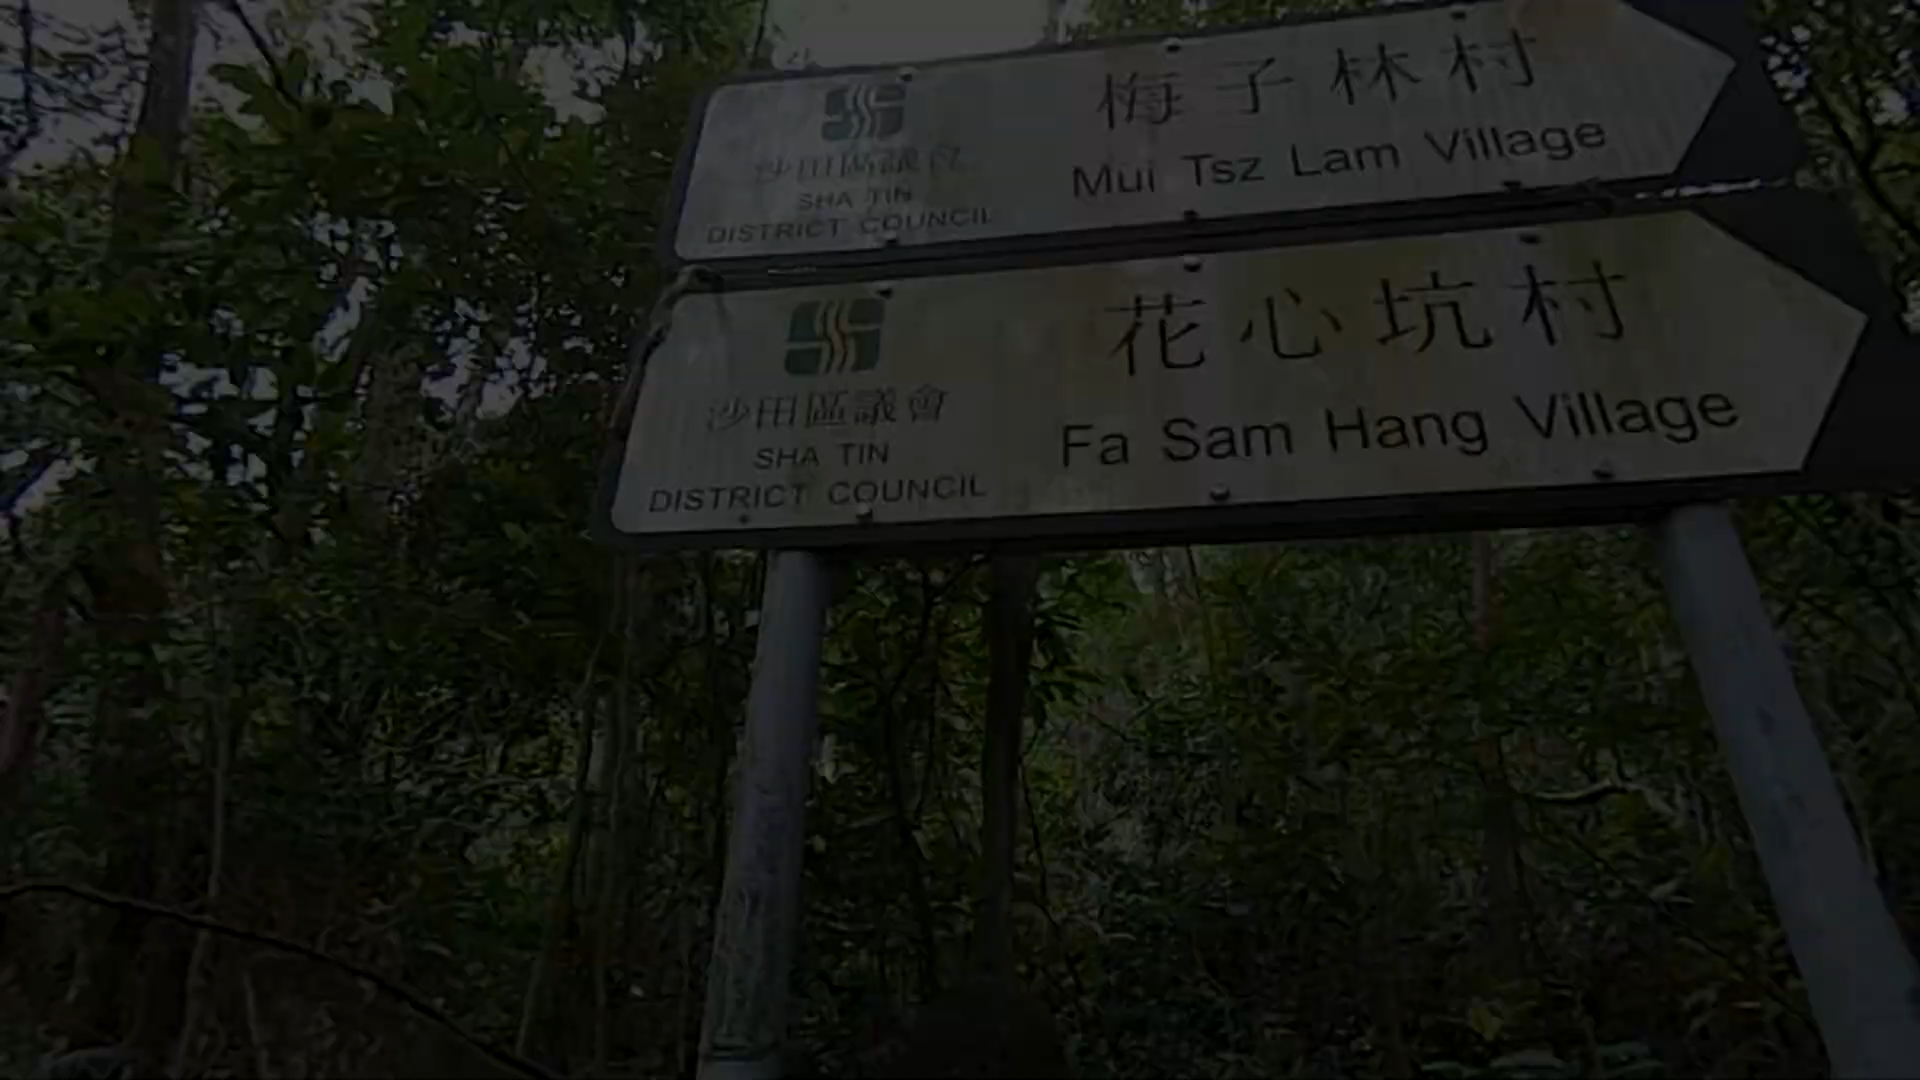 梅子林村
Mui Tsz Lam Village
沙田區議會
SHA TIN
DISTRICT COUNCIL
花心坑村
Fa Sam Hang Village
沙田區議會
SHA TIN
DISTRICT COUNCIL